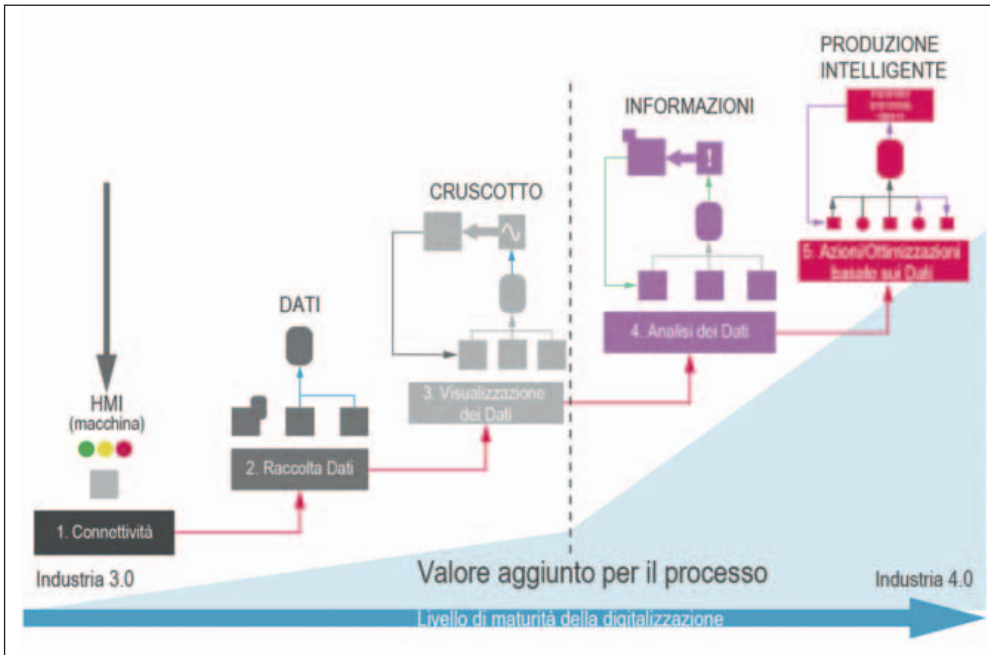 PRODUZIONE
INTELLIGENTE
INFORMAZIONI
!
CRUSCOTTO
5. Azioni/Ottimizzazioni
basate sui Dati
DATI
4. Analisi dei Dati
HMI
(macchina)
3. Visualizzazione
dei Dati
2. Raccolta Dati
1. Connettività
Industria 3.0
Valore aggiunto per il processo
Industria 4.0
Livello di maturità della digitalizzazione